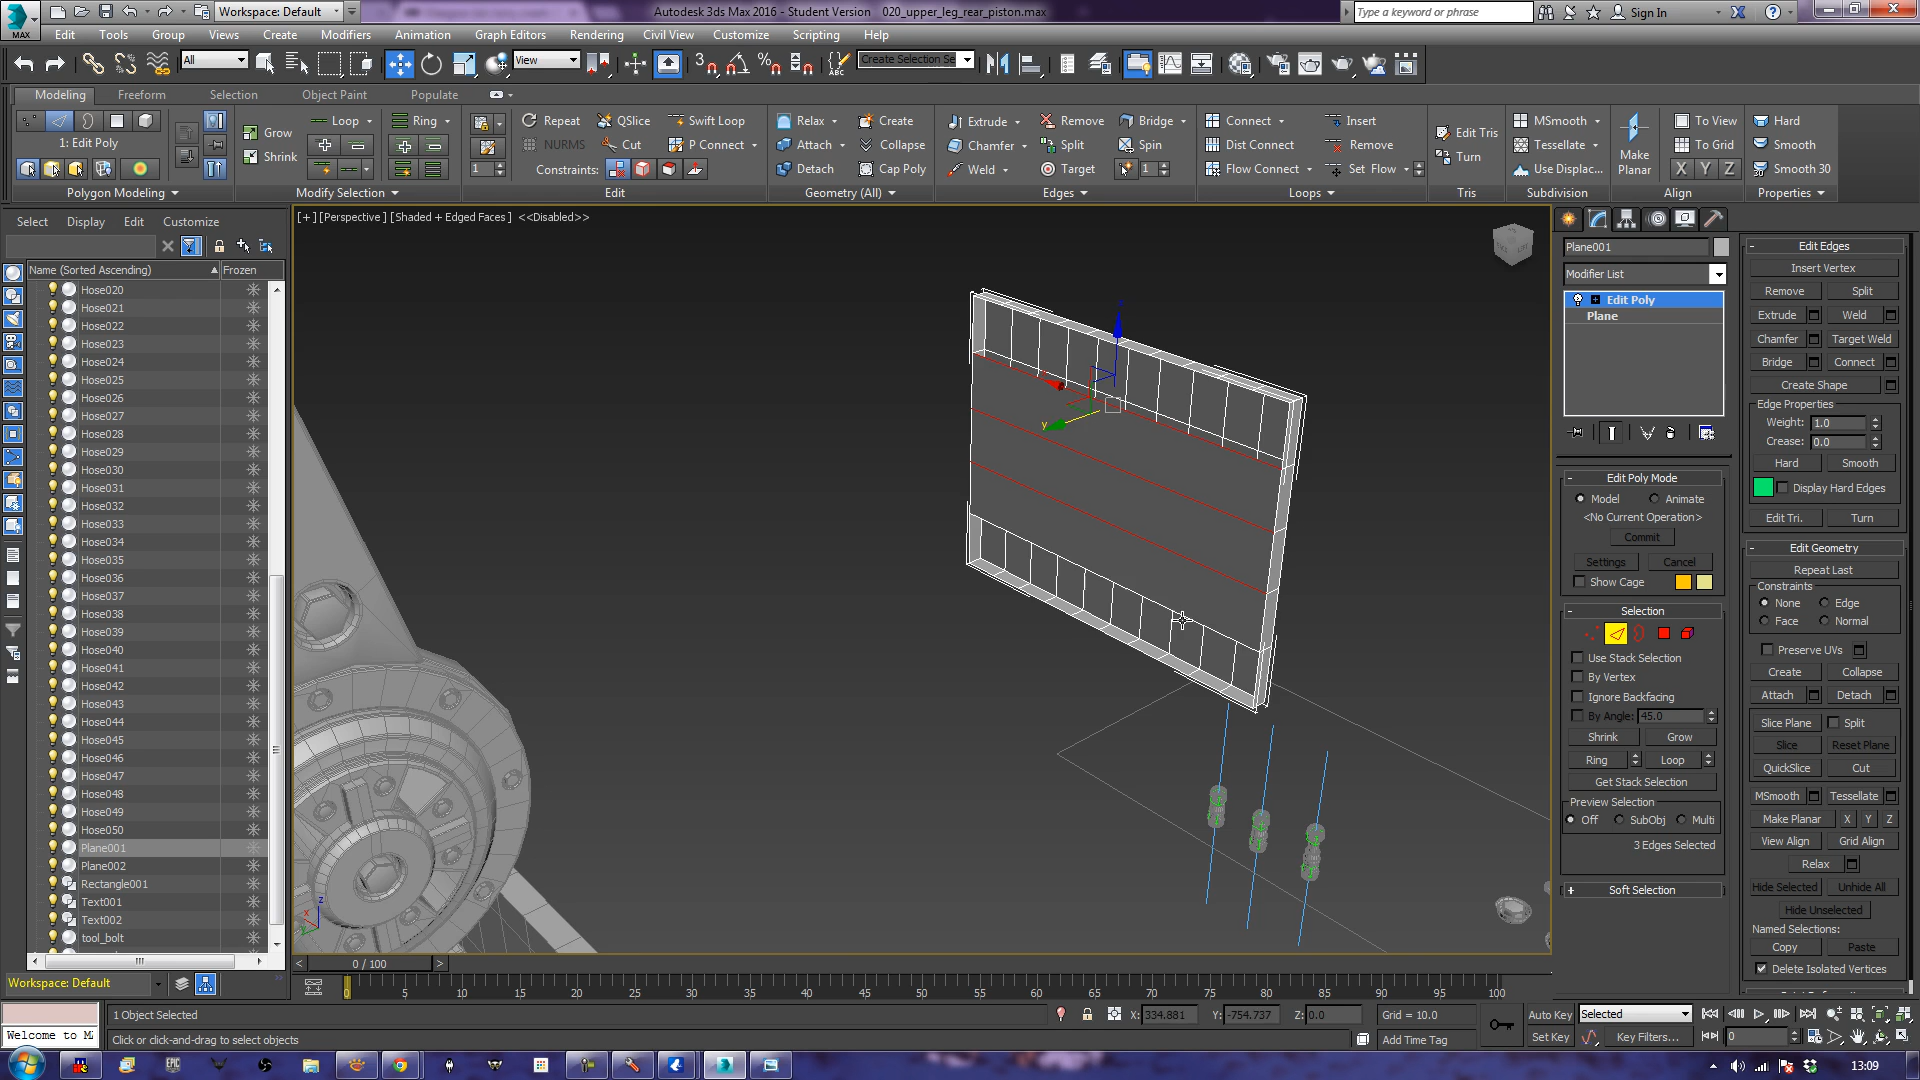 MAX
Workspace: Default
Autodesk 3ds Max 2016 - Student Version 020_upper_leg_rear_piston.max
Type a keyword or phrase
Sign In
Edit Tools Group Views Create Modifiers Animation Graph Editors Rendering Civil View Customize Scripting Help
All
View
Create Selection Se
Modeling Freeform Selection Object Paint Populate
1: Edit Poly
Polygon Modeling
Grow
Shrink
Loop
Ring
Modify Selection
1
Repeat QSlice Swift Loop
NURMS Cut P Connect
Constraints:
Edit
Relax Create
Attach Collapse
Detach Cap Poly
Geometry (All)
Extrude Remove Bridge
Chamfer Split Spin
Weld Target 1
Edges
Connect Insert
Dist Connect Remove
Flow Connect Set Flow
Loops
Edit Tris
Turn
Tris
MSmooth
Tessellate
Use Displac...
Subdivision
Make Planar
To View
To Grid
X Y Z
Align
Hard
Smooth
Smooth 30
Properties
Select Display Edit Customize
Name (Sorted Ascending) Frozen
Hose020
Hose021
Hose022
Hose023
Hose024
Hose025
Hose026
Hose027
Hose028
Hose029
Hose030
Hose031
Hose032
Hose033
Hose034
Hose035
Hose036
Hose037
Hose038
Hose039
Hose040
Hose041
Hose042
Hose043
Hose044
Hose045
Hose046
Hose047
Hose048
Hose049
Hose050
Plane001
Plane002
Rectangle001
Text001
Text002
tool_bolt
Workspace: Default
[+] [Perspective] [Shaded + Edged Faces] <<Disabled>>
y
x
z
Plane001
Modifier List
Edit Poly
Plane
Edit Poly Mode
Model Animate
<No Current Operation>
Commit
Settings Cancel
Show Cage
Selection
Use Stack Selection
By Vertex
Ignore Backfacing
By Angle: 45.0
Shrink Grow
Ring Loop
Get Stack Selection
Preview Selection
Off SubObj Multi
3 Edges Selected
Soft Selection
Edit Edges
Insert Vertex
Remove Split
Extrude Weld
Chamfer Target Weld
Bridge Connect
Create Shape
Edge Properties
Weight: 1.0
Crease: 0.0
Hard Smooth
Display Hard Edges
Edit Tri. Turn
Edit Geometry
Repeat Last
Constraints
None Edge
Face Normal
Preserve UVs
Create Collapse
Attach Detach
Slice Plane Split
Slice Reset Plane
QuickSlice Cut
MSmooth Tessellate
Make Planar X Y Z
View Align Grid Align
Relax
Hide Selected Unhide All
Hide Unselected
Named Selections:
Copy Paste
Delete Isolated Vertices
0 / 100
0 5 10 15 20 25 30 35 40 45 50 55 60 65 70 75 80 85 90 95 100
Welcome to M
1 Object Selected
Click or click-and-drag to select objects
X: 334.881 Y: -754.737 Z: 0.0
Grid = 10.0
Add Time Tag
Auto Key Selected
Set Key Key Filters...
0
EPIC
13:09